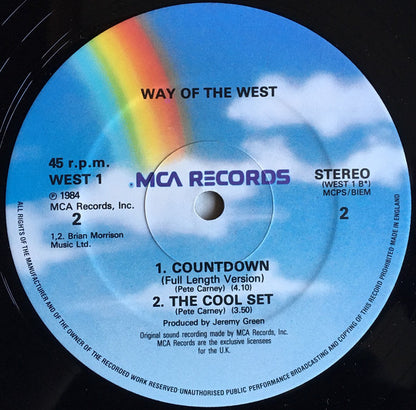 WAY OF THE WEST
45 r.p.m.
WEST 1
℗ 1984
MCA Records, Inc.
2
1,2. Brian Morrison
Music Ltd.
MCA RECORDS
STEREO
(WEST 1 B*)
MCPS/BIEM
2
1. COUNTDOWN
(Full Length Version)
(Pete Carney) (4.10)
2. THE COOL SET
(Pete Carney) (3.50)
Produced by Jeremy Green
Original sound recording made by MCA Records, Inc.
MCA Records are the exclusive licensees
for the U.K.
ALL RIGHTS OF THE MANUFACTURER AND OF THE OWNER OF THE RECORDED WORK RESERVED UNAUTHORISED PUBLIC PERFORMANCE BROADCASTING AND COPYING OF THIS RECORD PROHIBITED MADE IN ENGLAND